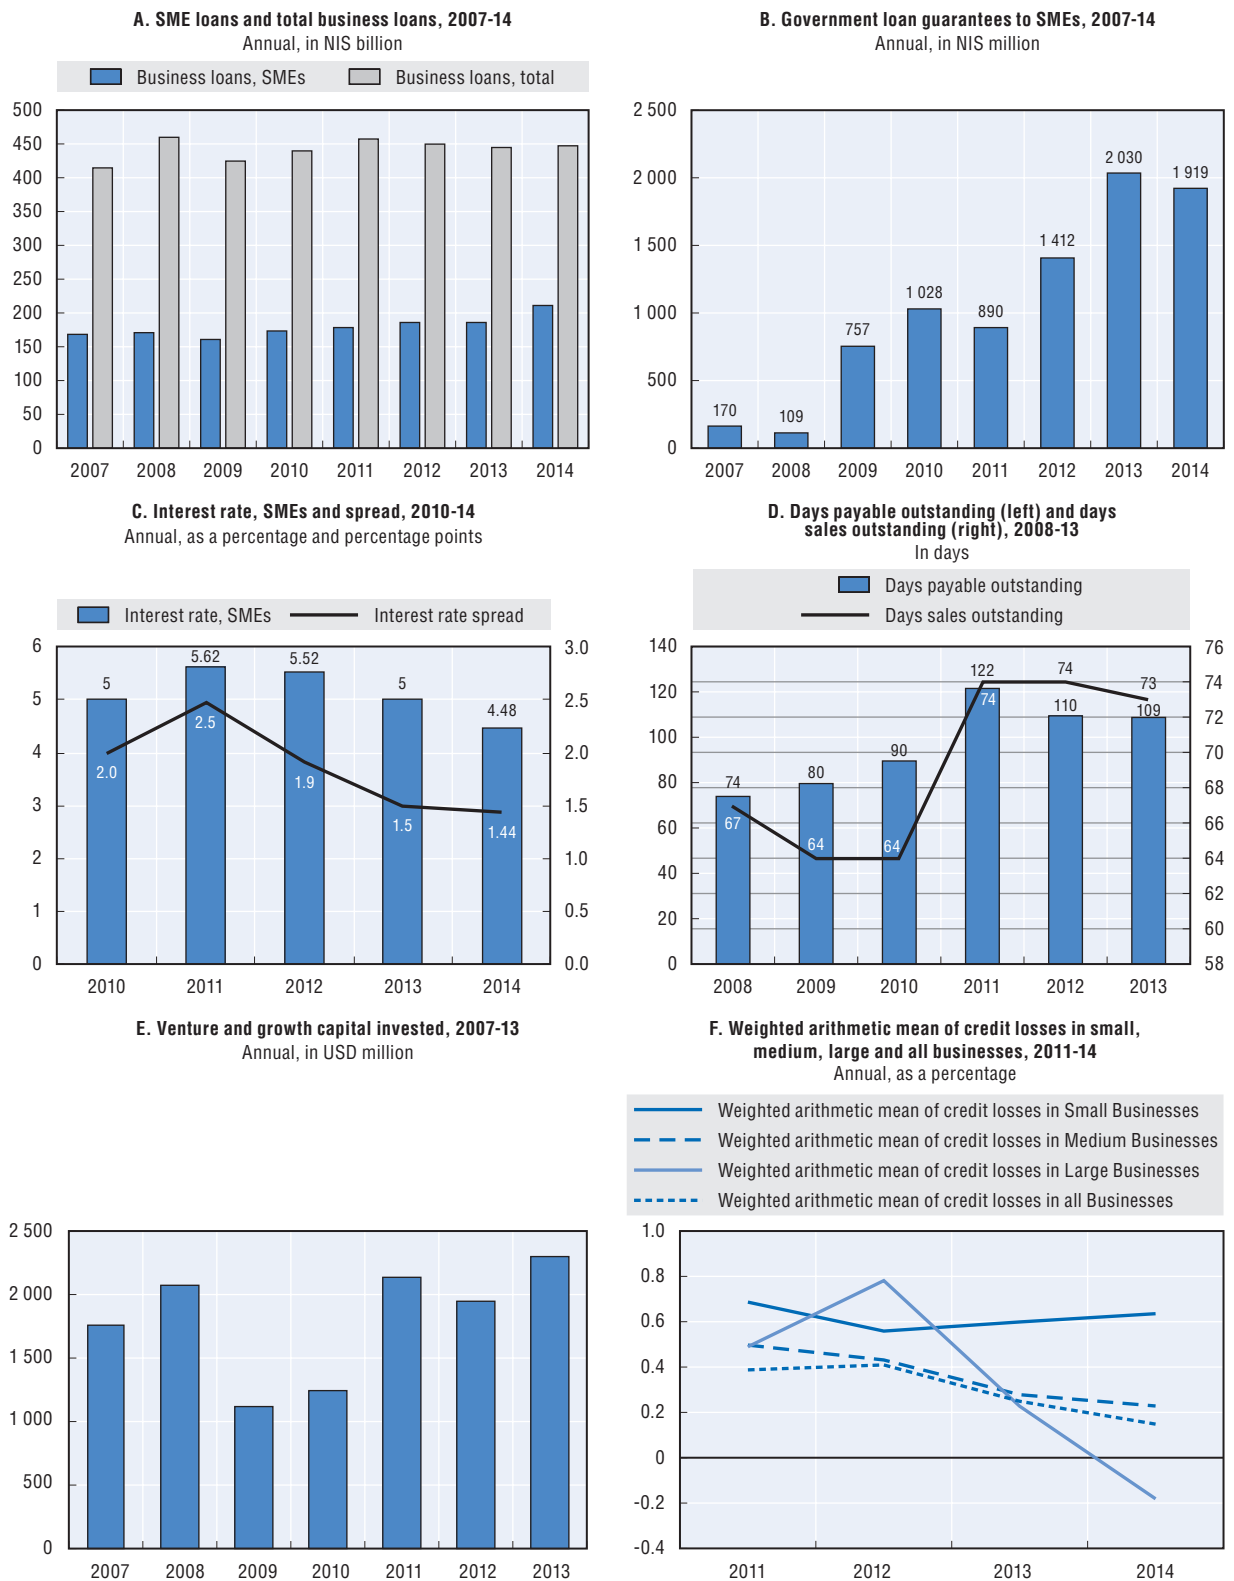 A. SME loans and total business loans, 2007-14
Annual, in NIS billion
Business loans, SMEs Business loans, total
500
450
400
350
300
250
200
150
100
50
0
2007 2008 2009 2010 2011 2012 2013 2014
B. Government loan guarantees to SMEs, 2007-14
Annual, in NIS million
2 500
2 000
1 500
1 000
500
0
170 109 757 1 028 890 1 412 2 030 1 919
2007 2008 2009 2010 2011 2012 2013 2014
C. Interest rate, SMEs and spread, 2010-14
Annual, as a percentage and percentage points
Interest rate, SMEs Interest rate spread
6 3.0
5 2.5
4 2.0
3 1.5
2 1.0
1 0.5
0 0.0
5 5.62 5.52 5 4.48
2.0 2.5 1.9 1.5 1.44
2010 2011 2012 2013 2014
D. Days payable outstanding (left) and days
sales outstanding (right), 2008-13
In days
Days payable outstanding
Days sales outstanding
140
120
100
80
60
40
20
0
76
74
72
70
68
66
64
62
60
58
74 80 90 122 110 109
67 64 64 74 74 73
2008 2009 2010 2011 2012 2013
E. Venture and growth capital invested, 2007-13
Annual, in USD million
2 500
2 000
1 500
1 000
500
0
2007 2008 2009 2010 2011 2012 2013
F. Weighted arithmetic mean of credit losses in small,
medium, large and all businesses, 2011-14
Annual, as a percentage
Weighted arithmetic mean of credit losses in Small Businesses
Weighted arithmetic mean of credit losses in Medium Businesses
Weighted arithmetic mean of credit losses in Large Businesses
Weighted arithmetic mean of credit losses in all Businesses
1.0
0.8
0.6
0.4
0.2
0
-0.2
-0.4
2011 2012 2013 2014